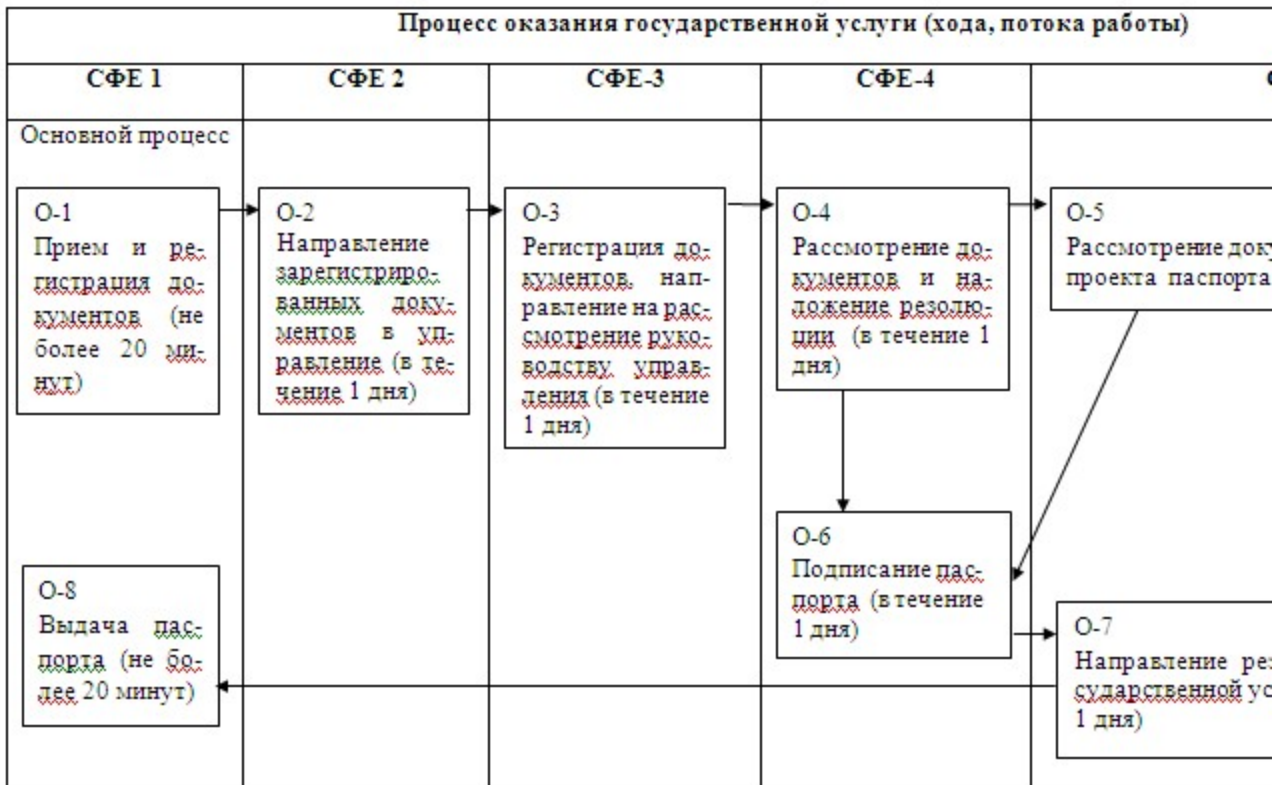 Процесс оказания государственной услуги (хода, потока работы)
СФЕ 1 СФЕ 2 СФЕ-3 СФЕ-4
Основной процесс
О-1
Прием и ре-
гистрация до-
кументов (не
более 20 ми-
нут)
О-2
Направление
зарегистриро-
ванных доку-
ментов в уп-
равление (в те-
чение 1 дня)
О-3
Регистрация до-
кументов, нап-
равление на рас-
смотрение руко-
водству управ-
ления (в течение
1 дня)
О-4
Рассмотрение до-
кументов и на-
ложение резолю-
ции (в течение 1
дня)
О-5
Рассмотрение
проекта паспорта
О-6
Подписание пас-
порта (в течение
1 дня)
О-7
Направление
сударственной
1 дня)
О-8
Выдача пас-
порта (не бо-
лее 20 минут)